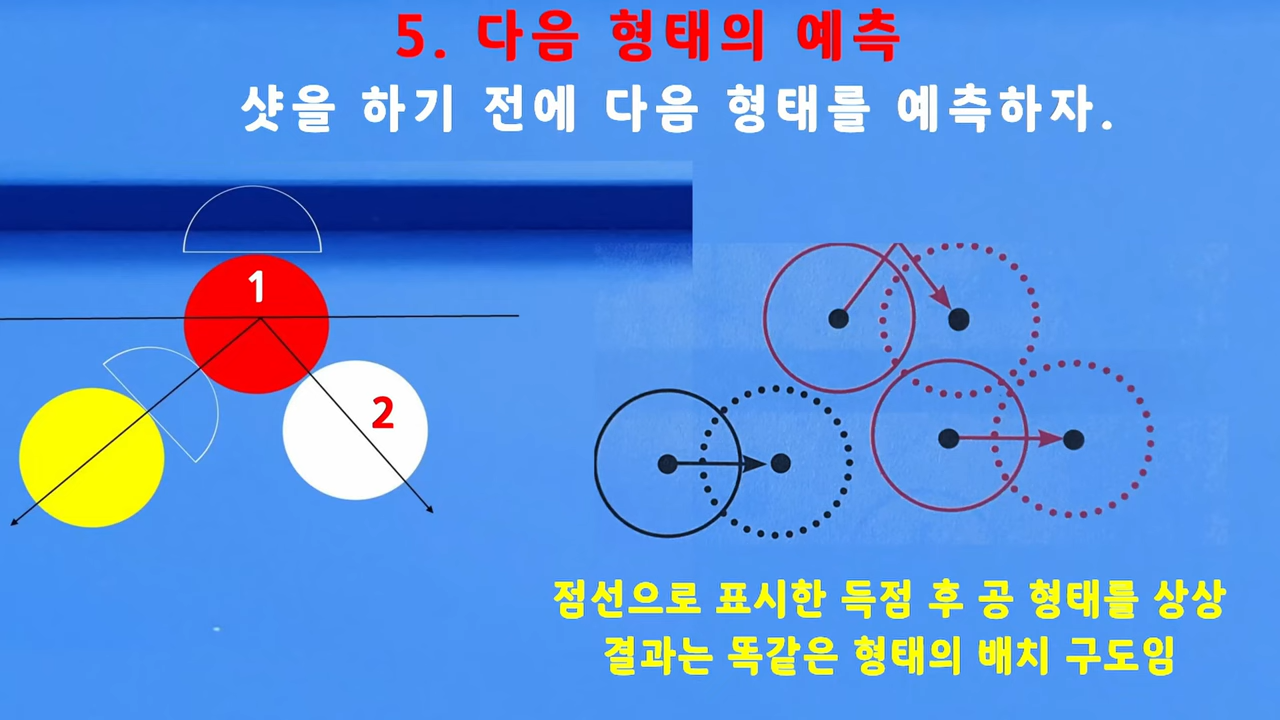 5. 다음 형태의 예측
샷을 하기 전에 다음 형태를 예측하자.
1
2
점선으로 표시한 득점 후 공 형태를 상상
결과는 똑같은 형태의 배치 구도임